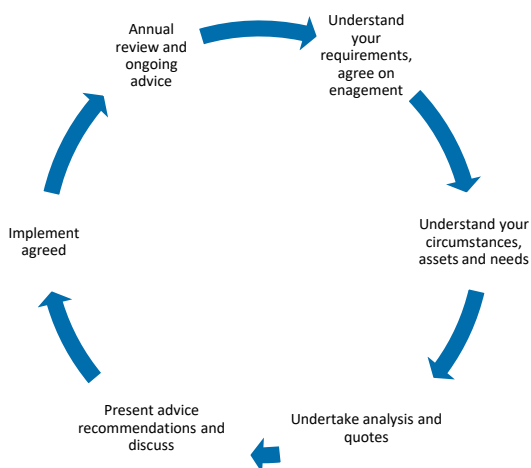 Annual
review and
ongoing
advice
Understand
your
requirements,
agree on
enagement
Understand your
circumstances,
assets and needs
Undertake analysis and
quotes
Present advice
recommendations and
discuss
Implement
agreed